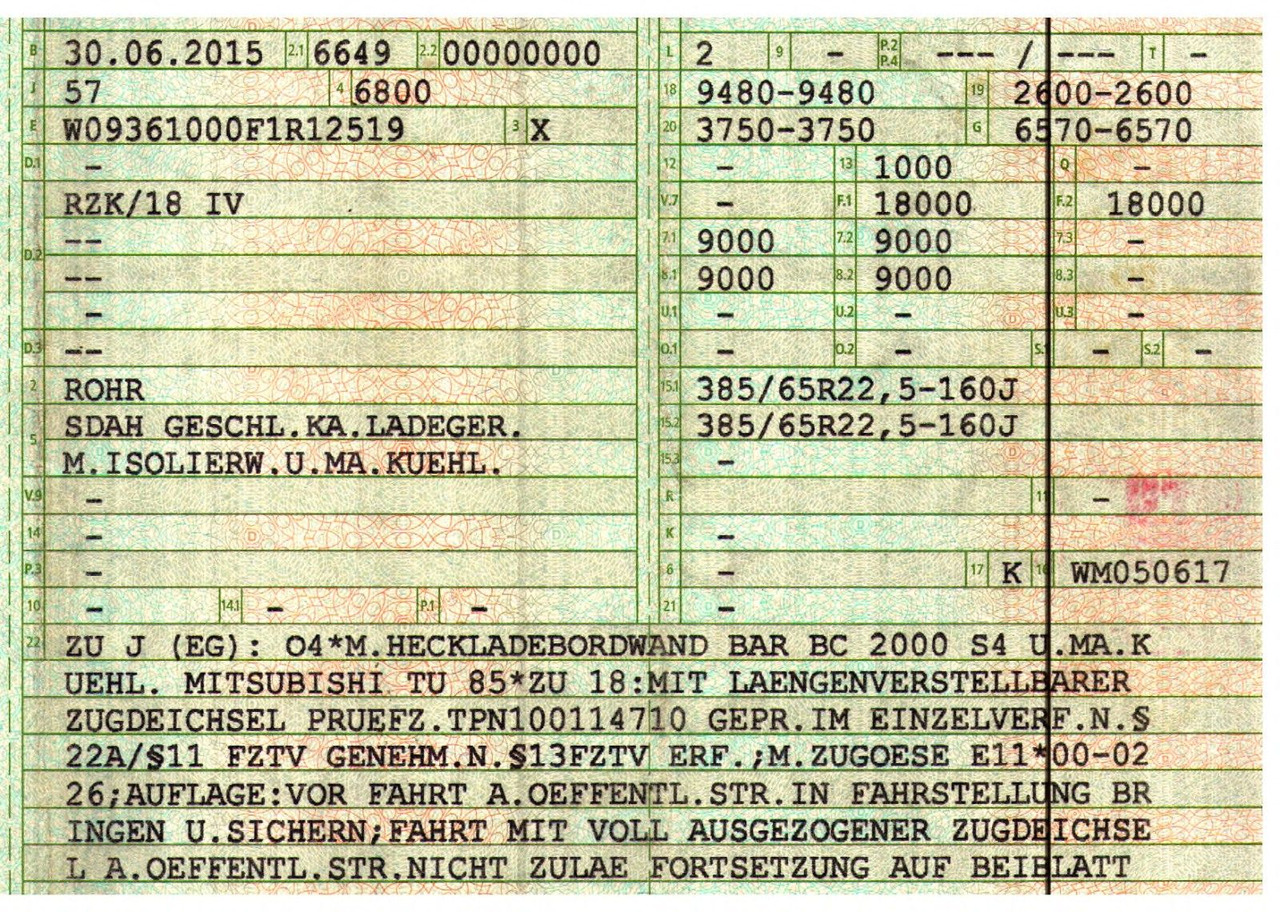 B 30.06.2015 2.1 6649 2.2 00000000
J 57 4 6800
E W09361000F1R12519 3 X
D.1 -
RZK/18 IV
D.2 --
--
-
D.3 --
2 ROHR
5 SDAH GESCHL.KA.LADEGER.
M.ISOLIERW.U.MA.KUEHL.
V.9 -
14 -
P.3 -
10 - 14.1 - P.1 -
L 2 9 - P.2 P.4 --- / --- T -
18 9480-9480 19 2600-2600
20 3750-3750 G 6570-6570
12 - 13 1000 Q -
V.7 - F.1 18000 F.2 18000
7.1 9000 7.2 9000 7.3 -
8.1 9000 8.2 9000 8.3 -
U.1 - U.2 - U.3 -
O.1 - O.2 - S.1 - S.2 -
15.1 385/65R22,5-160J
15.2 385/65R22,5-160J
15.3 -
R 11 -
K -
6 - 17 K 16 WM050617
21 -
22 ZU J (EG): O4*M.HECKLADEBORDWAND BAR BC 2000 S4 U.MA.K
UEHL. MITSUBISHI TU 85*ZU 18:MIT LAENGENVERSTELLBARER
ZUGDEICHSEL PRUEFZ.TPN100114710 GEPR.IM EINZELVERF.N.§
22A/§11 FZTV GENEHM.N.§13FZTV ERF.;M.ZUGOESE E11*00-02
26;AUFLAGE:VOR FAHRT A.OEFFENTL.STR.IN FAHRSTELLUNG BR
INGEN U.SICHERN;FAHRT MIT VOLL AUSGEZOGENER ZUGDEICHSE
L A.OEFFENTL.STR.NICHT ZULAE FORTSETZUNG AUF BEIBLATT